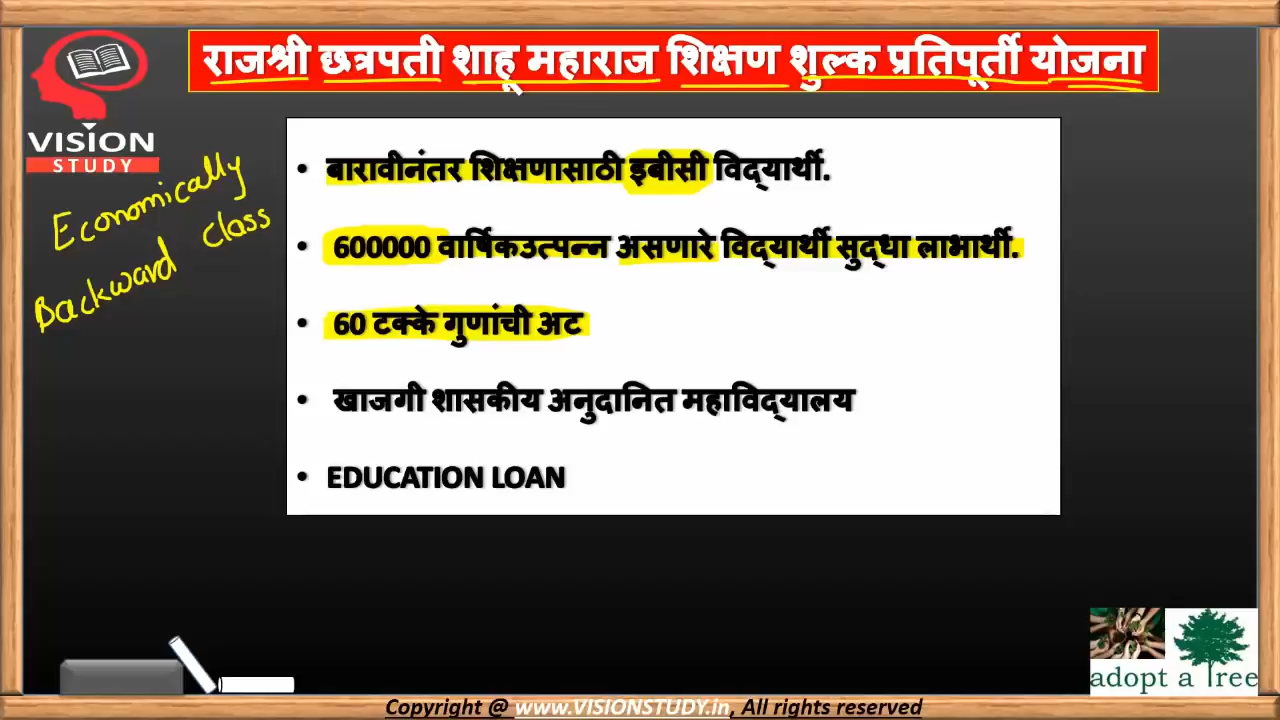 राजश्री छत्रपती शाहू महाराज शिक्षण शुल्क प्रतिपूर्ती योजना
VISION
STUDY
Economically
Backward class
• बारावीनंतर शिक्षणासाठी इबीसी विद्यार्थी.
• 600000 वार्षिकउत्पन्न असणारे विद्यार्थी सुद्धा लाभार्थी.
• 60 टक्के गुणांची अट
• खाजगी शासकीय अनुदानित महाविद्यालय
• EDUCATION LOAN
adopt a Tree
Copyright @ www.VISIONSTUDY.in, All rights reserved